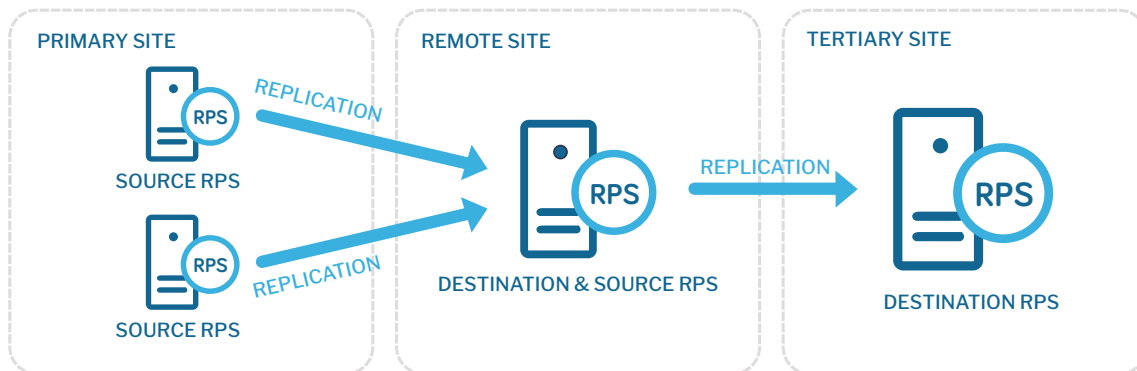 PRIMARY SITE
RPS
SOURCE RPS
RPS
SOURCE RPS
REPLICATION
REPLICATION
REMOTE SITE
RPS
DESTINATION & SOURCE RPS
REPLICATION
TERTIARY SITE
RPS
DESTINATION RPS